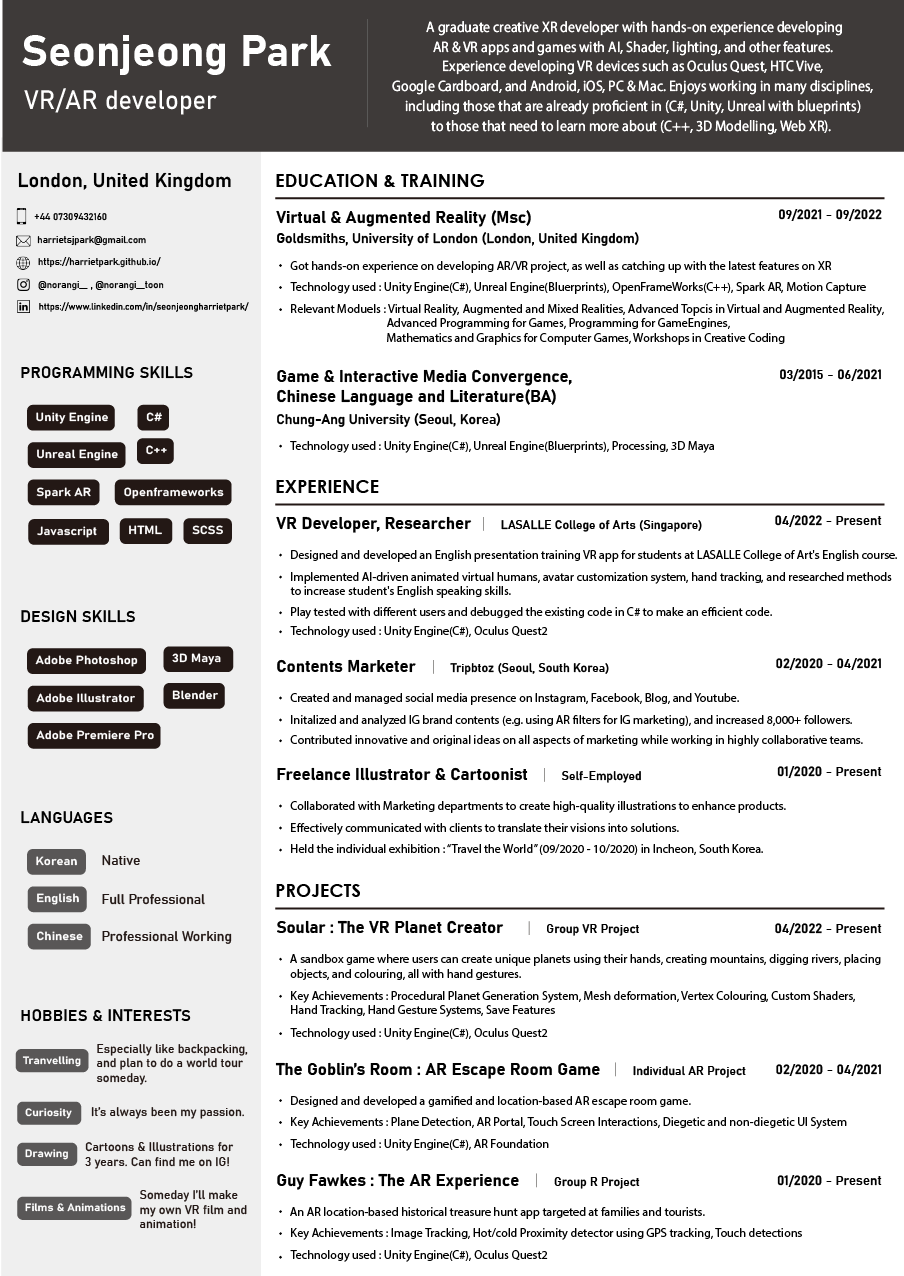 Seonjeong Park
VR/AR developer
A graduate creative XR developer with hands-on experience developing
AR & VR apps and games with AI, Shader, lighting, and other features.
Experience developing VR devices such as Oculus Quest, HTC Vive,
Google Cardboard, and Android, iOS, PC & Mac. Enjoys working in many disciplines,
including those that are already proficient in (C#, Unity, Unreal with blueprints)
to those that need to learn more about (C++, 3D Modelling, Web XR).
London, United Kingdom
+44 07309432160
harrietsjpark@gmail.com
https://harrietpark.github.io/
@norangi__ , @norangi_toon
https://www.linkedin.com/in/seonjeongharrietpark/
PROGRAMMING SKILLS
Unity Engine
C#
Unreal Engine
C++
Spark AR
Openframeworks
Javascript
HTML
SCSS
DESIGN SKILLS
Adobe Photoshop
3D Maya
Adobe Illustrator
Blender
Adobe Premiere Pro
LANGUAGES
Korean Native
English Full Professional
Chinese Professional Working
HOBBIES & INTERESTS
Tranvelling
Especially like backpacking,
and plan to do a world tour
someday.
Curiosity It's always been my passion.
Drawing
Cartoons & Illustrations for
3 years. Can find me on IG!
Films & Animations
Someday I'll make
my own VR film and
animation!
EDUCATION & TRAINING
Virtual & Augmented Reality (Msc) 09/2021 - 09/2022
Goldsmiths, University of London (London, United Kingdom)
• Got hands-on experience on developing AR/VR project, as well as catching up with the latest features on XR
• Technology used : Unity Engine(C#), Unreal Engine(Bluerprints), OpenFrameWorks(C++), Spark AR, Motion Capture
• Relevant Moduels : Virtual Reality, Augmented and Mixed Realities, Advanced Topcis in Virtual and Augmented Reality,
Advanced Programming for Games, Programming for GameEngines,
Mathematics and Graphics for Computer Games, Workshops in Creative Coding
Game & Interactive Media Convergence, 03/2015 - 06/2021
Chinese Language and Literature(BA)
Chung-Ang University (Seoul, Korea)
• Technology used : Unity Engine(C#), Unreal Engine(Bluerprints), Processing, 3D Maya
EXPERIENCE
VR Developer, Researcher | LASALLE College of Arts (Singapore) 04/2022 - Present
• Designed and developed an English presentation training VR app for students at LASALLE College of Art's English course.
• Implemented AI-driven animated virtual humans, avatar customization system, hand tracking, and researched methods
to increase student's English speaking skills.
• Play tested with different users and debugged the existing code in C# to make an efficient code.
• Technology used : Unity Engine(C#), Oculus Quest2
Contents Marketer | Tripbtoz (Seoul, South Korea) 02/2020 - 04/2021
• Created and managed social media presence on Instagram, Facebook, Blog, and Youtube.
• Initalized and analyzed IG brand contents (e.g. using AR filters for IG marketing), and increased 8,000+ followers.
• Contributed innovative and original ideas on all aspects of marketing while working in highly collaborative teams.
Freelance Illustrator & Cartoonist | Self-Employed 01/2020 - Present
• Collaborated with Marketing departments to create high-quality illustrations to enhance products.
• Effectively communicated with clients to translate their visions into solutions.
• Held the individual exhibition : “Travel the World” (09/2020 - 10/2020) in Incheon, South Korea.
PROJECTS
Soular : The VR Planet Creator | Group VR Project 04/2022 - Present
• A sandbox game where users can create unique planets using their hands, creating mountains, digging rivers, placing
objects, and colouring, all with hand gestures.
• Key Achievements : Procedural Planet Generation System, Mesh deformation, Vertex Colouring, Custom Shaders,
Hand Tracking, Hand Gesture Systems, Save Features
• Technology used : Unity Engine(C#), Oculus Quest2
The Goblin's Room : AR Escape Room Game | Individual AR Project 02/2020 - 04/2021
• Designed and developed a gamified and location-based AR escape room game.
• Key Achievements : Plane Detection, AR Portal, Touch Screen Interactions, Diegetic and non-diegetic UI System
• Technology used : Unity Engine(C#), AR Foundation
Guy Fawkes : The AR Experience | Group R Project 01/2020 - Present
• An AR location-based historical treasure hunt app targeted at families and tourists.
• Key Achievements : Image Tracking, Hot/cold Proximity detector using GPS tracking, Touch detections
• Technology used : Unity Engine(C#), Oculus Quest2